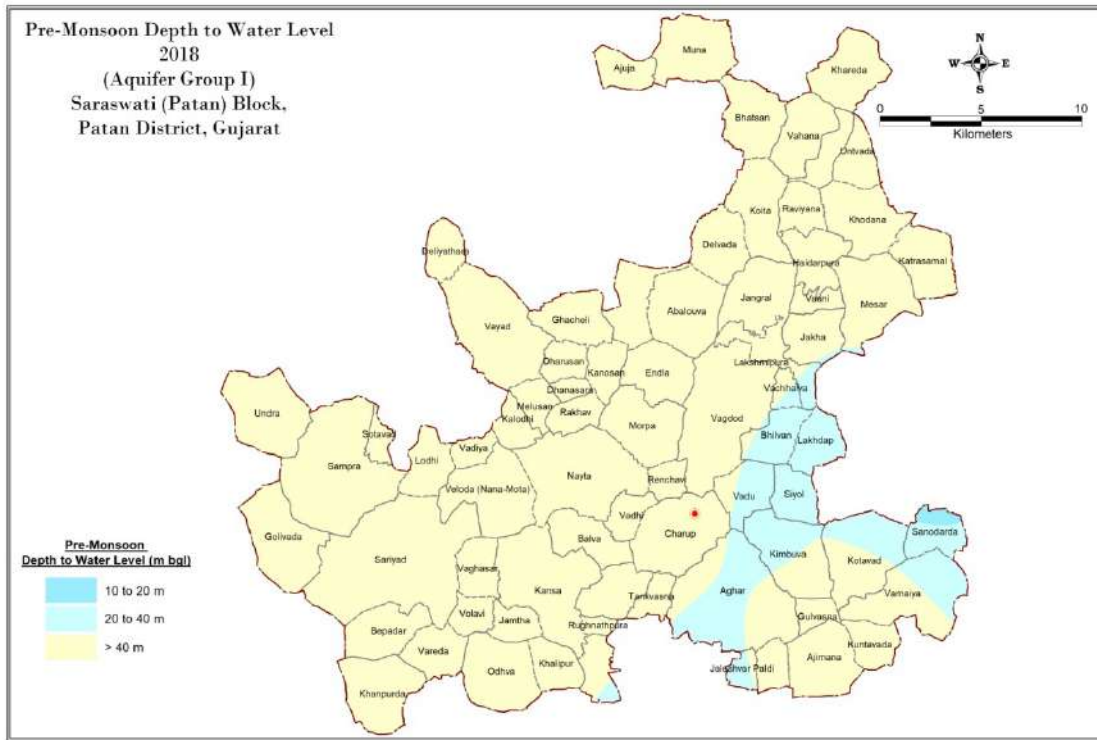 Pre-Monsoon Depth to Water Level
2018
(Aquifer Group I)
Saraswati (Patan) Block,
Patan District, Gujarat
N
W E
S
0 5 10
Kilometers
Muna
Ajuja
Khareda
Bhatsan
Vahana
Untvada
Koita
Raviyana
Khodana
Delvada
Deliyathara
Haidarpura
Katrasamal
Vayad
Ghacheli
Abalouva
Jangral
Vaani
Mesar
Jakha
Dharusan
Kanosan
Endla
Lakshmipura
Dhanasara
Vachhalva
Melusan
Rakhav
Undra
Kalodhi
Morpa
Vagdod
Sotavad
Bhilvan
Lakhdap
Vadiya
Lodhi
Sampra
Nayta
Renchavi
Veloda (Nana-Mota)
Vadu
Siyol
Vadhi
Golivada
Charup
Sanodarda
Balva
Kimbuva
Sariyad
Kotavad
Vaghasar
Kansa
Aghar
Tankvasna
Vamaiya
Volavi
Jamtha
Gulvasna
Bepadar
Rughnathpura
Vareda
Kuntavada
Odhva
Khalipur
Jaleshvar Paldi
Ajimana
Khanpurda
Pre-Monsoon
Depth to Water Level (m bgl)
10 to 20 m
20 to 40 m
> 40 m